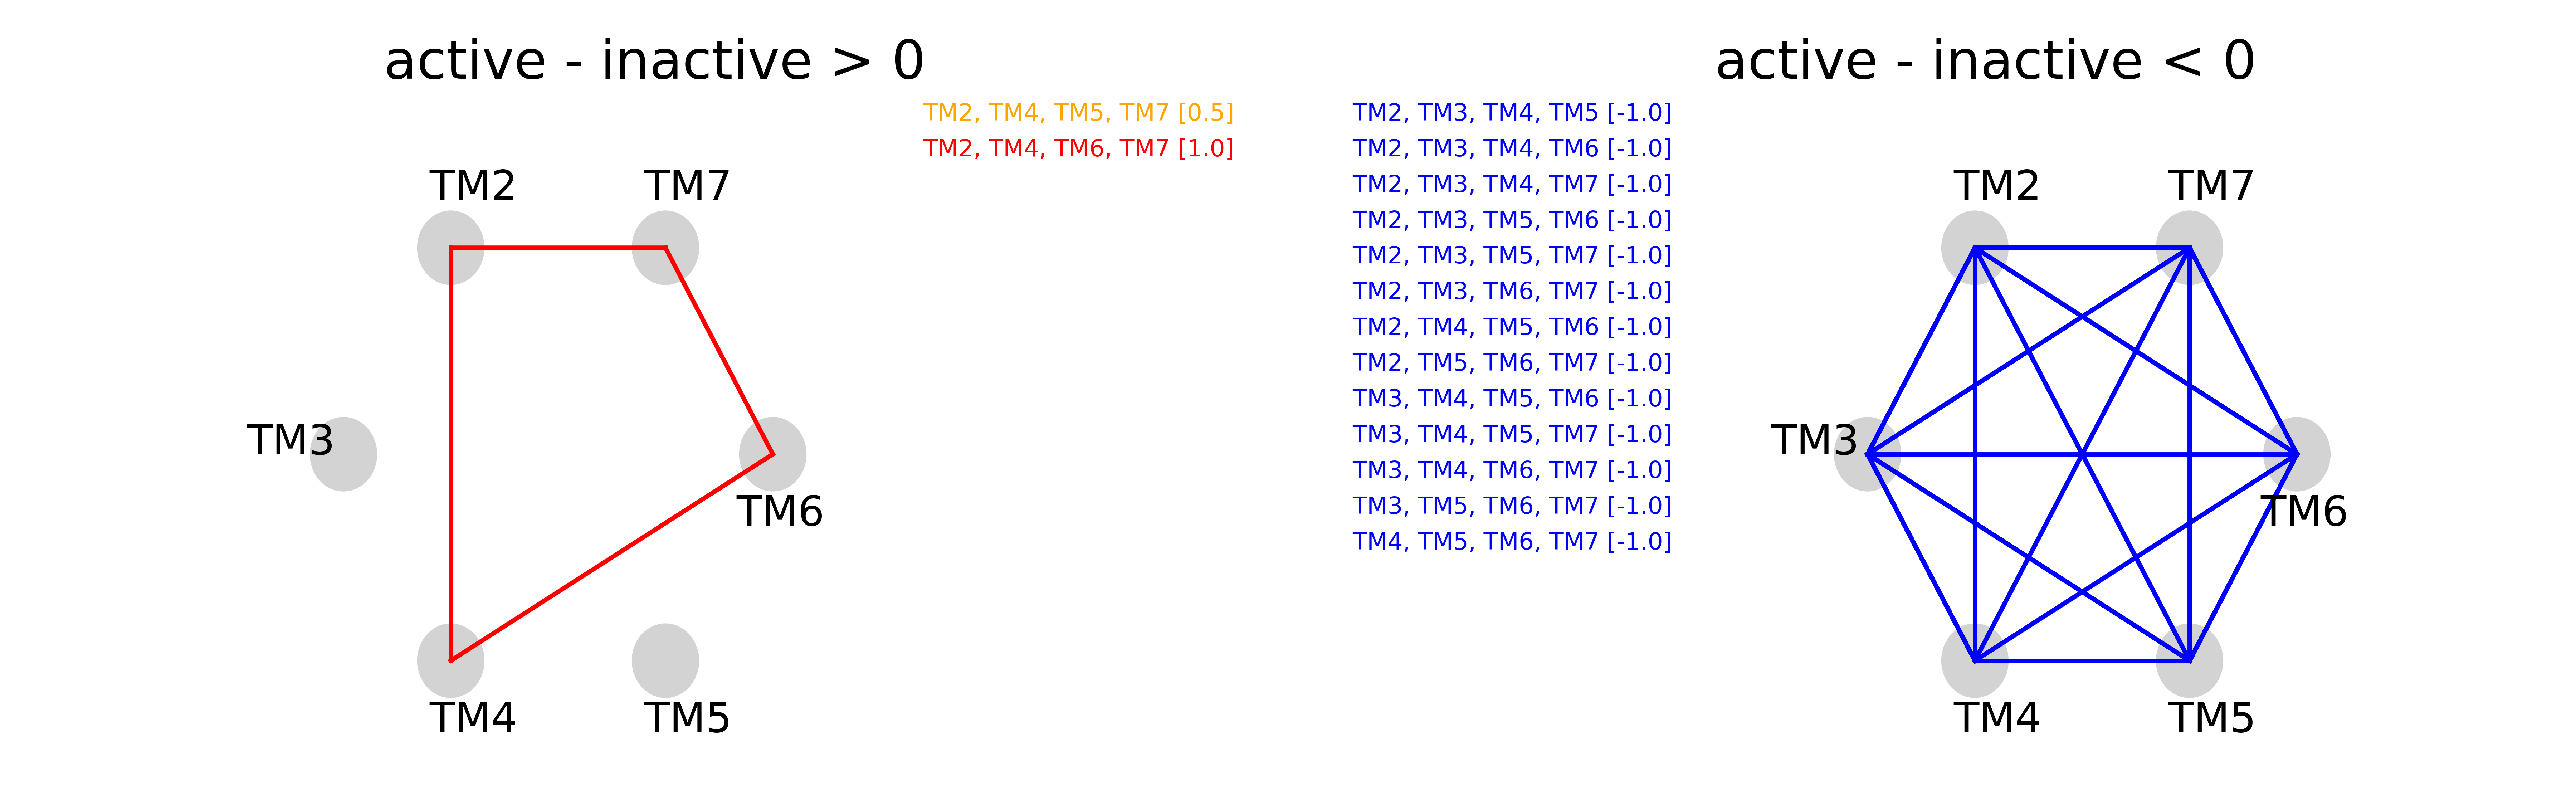 active - inactive > 0
TM2, TM4, TM5, TM7 [0.5]
TM2, TM4, TM6, TM7 [1.0]
TM2
TM7
TM3
TM6
TM4
TM5
active - inactive < 0
TM2, TM3, TM4, TM5 [-1.0]
TM2, TM3, TM4, TM6 [-1.0]
TM2, TM3, TM4, TM7 [-1.0]
TM2, TM3, TM5, TM6 [-1.0]
TM2, TM3, TM5, TM7 [-1.0]
TM2, TM3, TM6, TM7 [-1.0]
TM2, TM4, TM5, TM6 [-1.0]
TM2, TM5, TM6, TM7 [-1.0]
TM3, TM4, TM5, TM6 [-1.0]
TM3, TM4, TM5, TM7 [-1.0]
TM3, TM4, TM6, TM7 [-1.0]
TM3, TM5, TM6, TM7 [-1.0]
TM4, TM5, TM6, TM7 [-1.0]
TM2
TM7
TM3
TM6
TM4
TM5